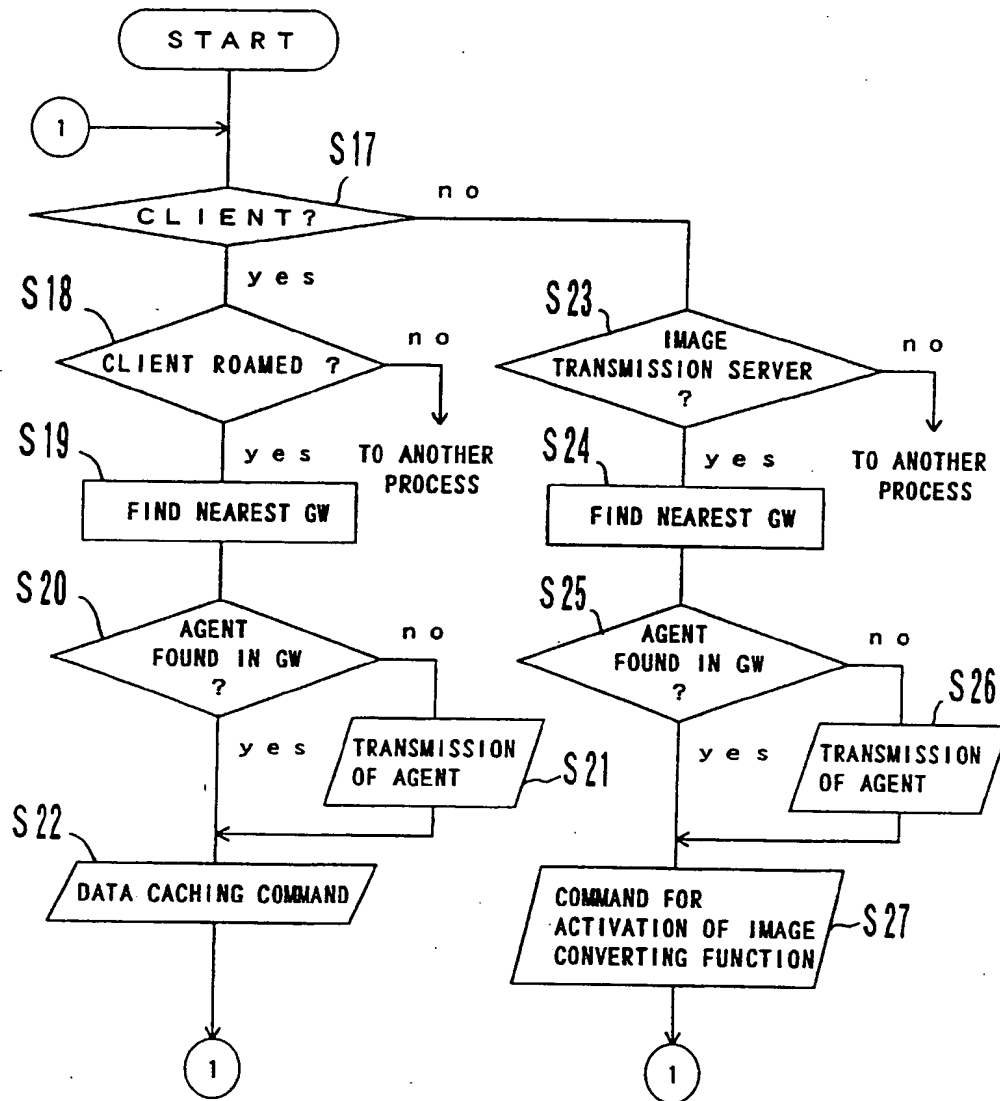 START
1
S17
CLIENT?
no
yes
S18
CLIENT ROAMED ?
no
TO ANOTHER
PROCESS
S19
yes
FIND NEAREST GW
S20
AGENT
FOUND IN GW
?
no
yes
TRANSMISSION
OF AGENT
S21
S22
DATA CACHING COMMAND
1
S23
IMAGE
TRANSMISSION SERVER
?
no
TO ANOTHER
PROCESS
S24
yes
FIND NEAREST GW
S25
AGENT
FOUND IN GW
?
no
S26
yes
TRANSMISSION
OF AGENT
COMMAND FOR
ACTIVATION OF IMAGE
CONVERTING FUNCTION
S27
1